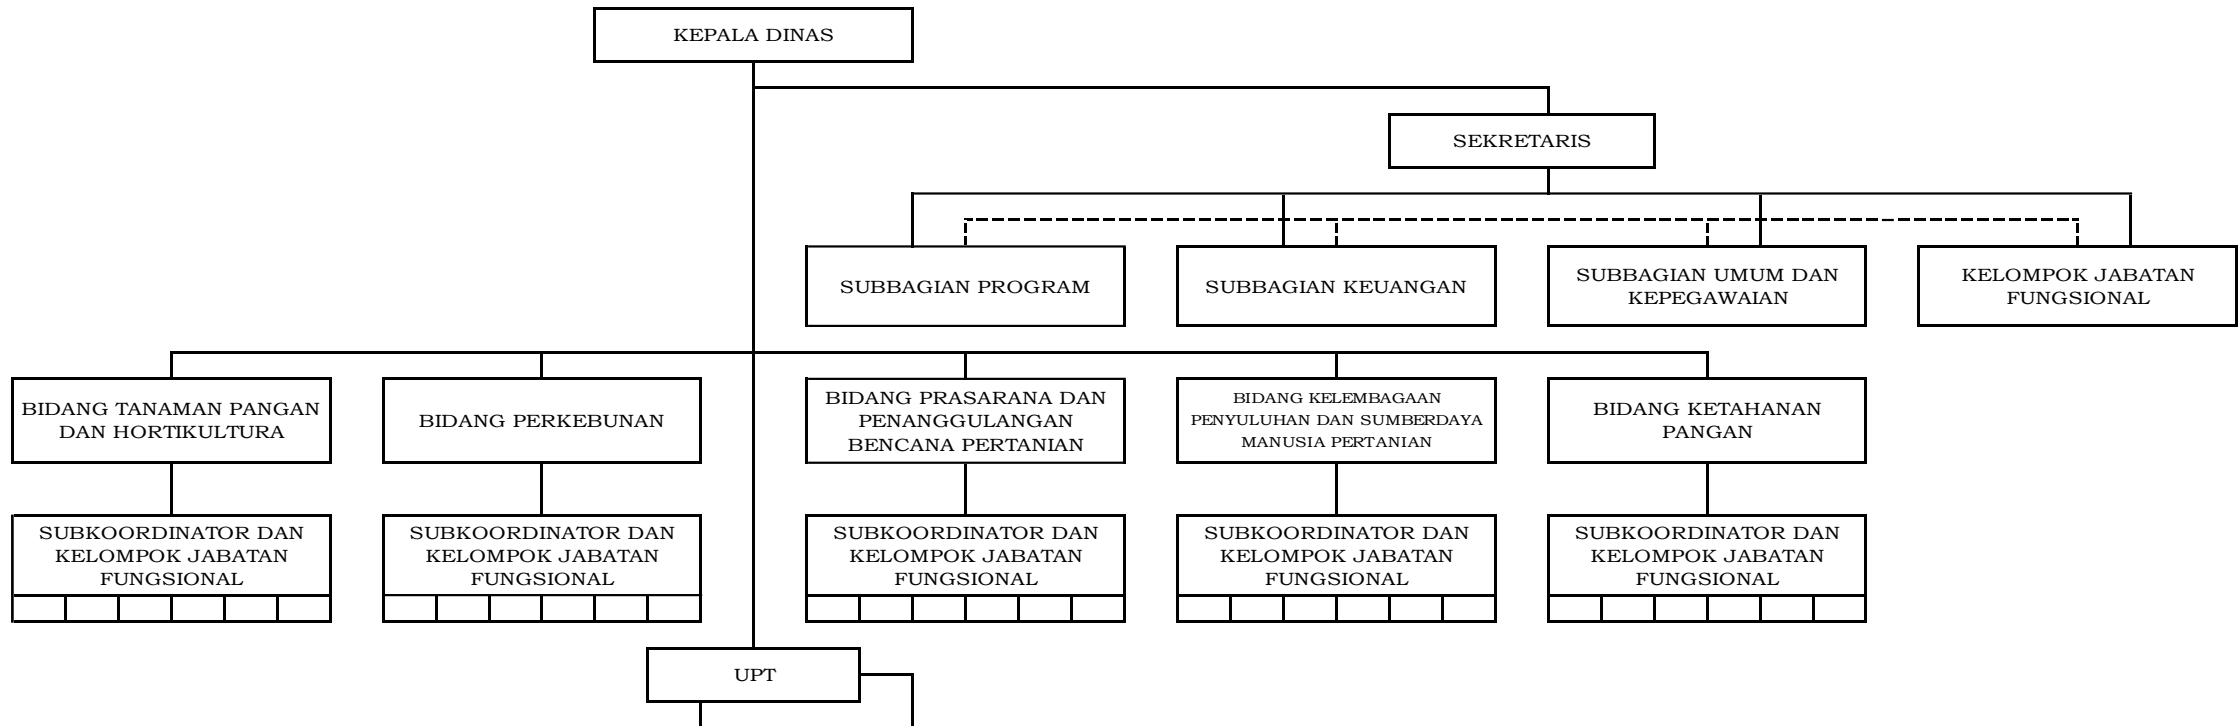 KEPALA DINAS
SEKRETARIS
SUBBAGIAN PROGRAM
SUBBAGIAN KEUANGAN
SUBBAGIAN UMUM DAN
KEPEGAWAIAN
KELOMPOK JABATAN
FUNGSIONAL
BIDANG TANAMAN PANGAN
DAN HORTIKULTURA
BIDANG PERKEBUNAN
BIDANG PRASARANA DAN
PENANGGULANGAN
BENCANA PERTANIAN
BIDANG KELEMBAGAAN
PENYULUHAN DAN SUMBERDAYA
MANUSIA PERTANIAN
BIDANG KETAHANAN
PANGAN
SUBKOORDINATOR DAN
KELOMPOK JABATAN
FUNGSIONAL
SUBKOORDINATOR DAN
KELOMPOK JABATAN
FUNGSIONAL
SUBKOORDINATOR DAN
KELOMPOK JABATAN
FUNGSIONAL
SUBKOORDINATOR DAN
KELOMPOK JABATAN
FUNGSIONAL
SUBKOORDINATOR DAN
KELOMPOK JABATAN
FUNGSIONAL
UPT